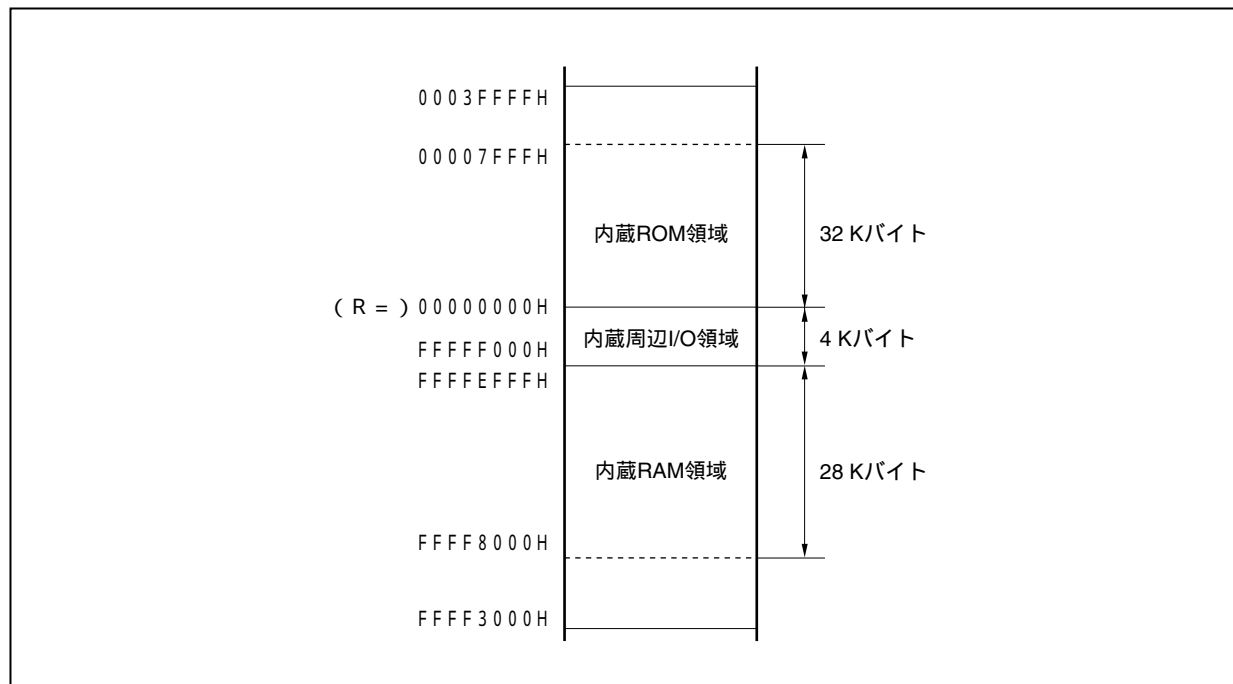 0003FFFFH
00007FFFH
内蔵ROM領域
32 Kバイト
(R=)00000000H
内蔵周辺I/O領域
4 Kバイト
FFFFF000H
FFFFEFFFH
内蔵RAM領域
28 Kバイト
FFFF8000H
FFFF3000H